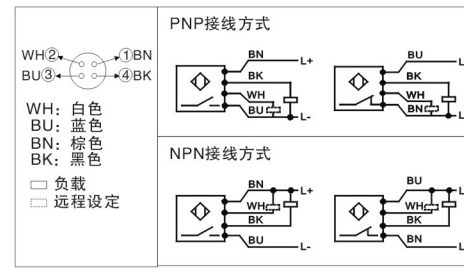 WH② ①BN
BU③ ④BK
WH：白色
BU：蓝色
BN：棕色
BK：黑色
负载
远程设定
PNP接线方式
BN L+
BK
WH
BU L-
BU L
BK
WH
BN L
NPN接线方式
BN L+
WH
BK
BU L-
BU L
WH
BK
BN L